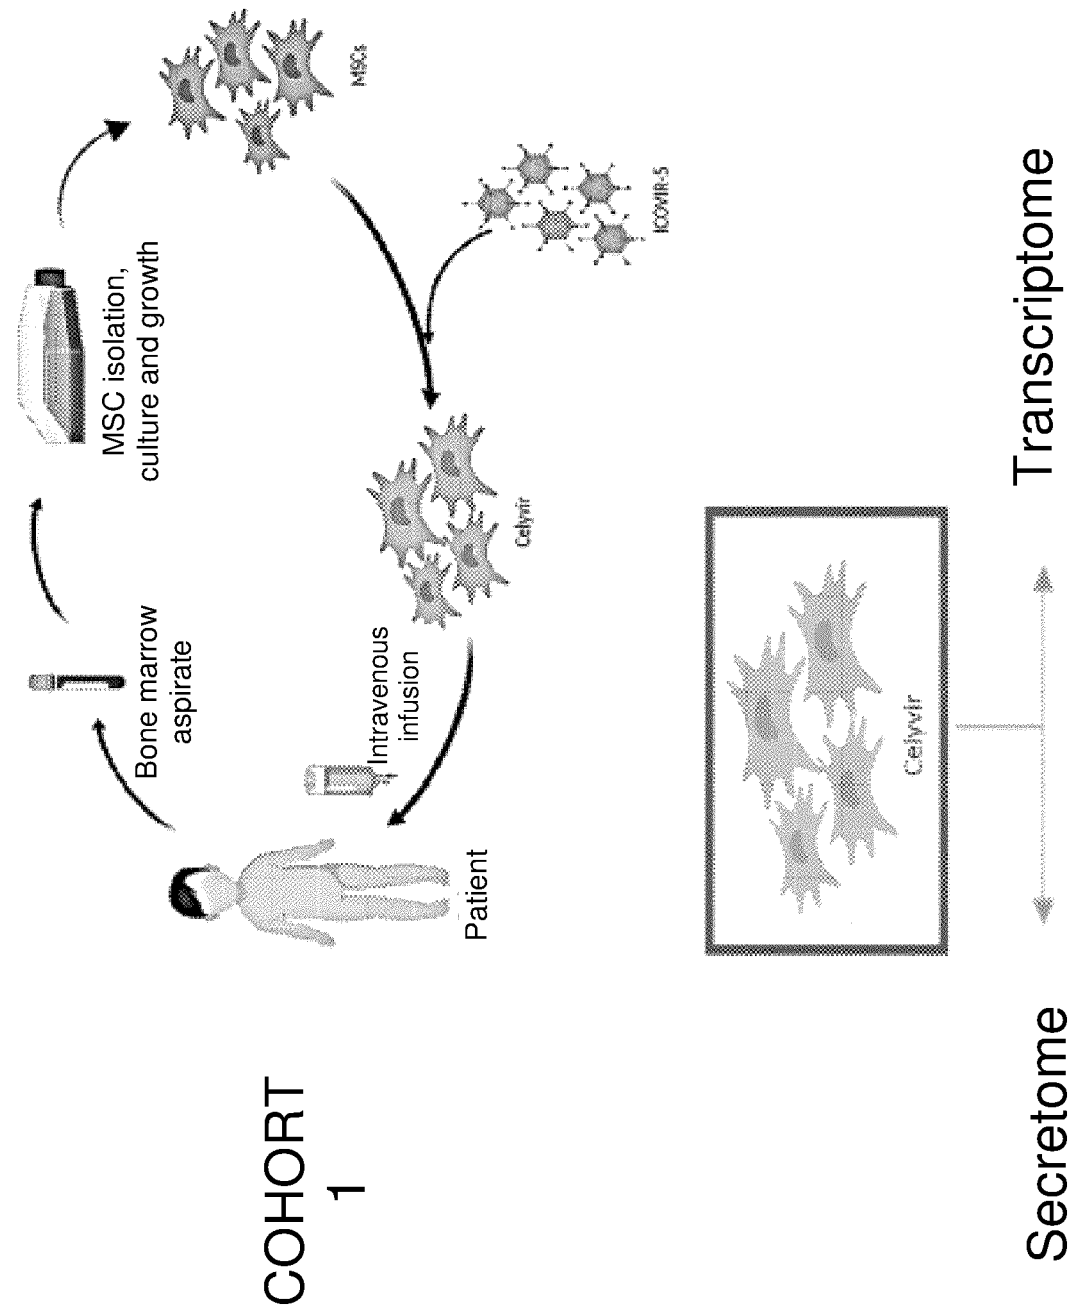 COHORT
1
Patient
Bone marrow
aspirate
MSC isolation,
culture and growth
MSCs
ICOVIR-5
Celyvir
Intravenous
infusion
Celyvir
Secretome
Transcriptome